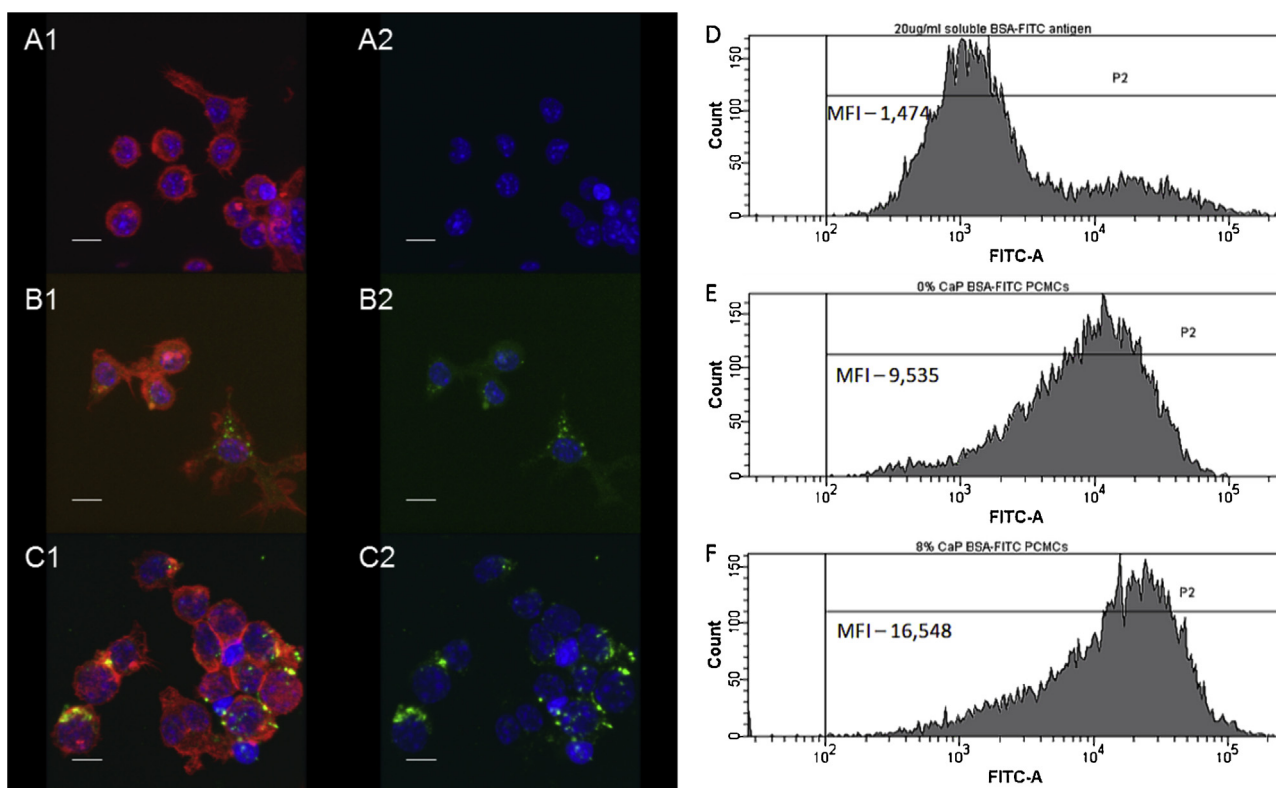 A1
A2
B1
B2
C1
C2
D
20ug/ml soluble BSA-FITC antigen
P2
MFI – 1,474
Count
0 50 100 150
10² 10³ 10⁴ 10⁵
FITC-A
E
0% CaP BSA-FITC PCMCs
P2
MFI – 9,535
Count
0 50 100 150
10² 10³ 10⁴ 10⁵
FITC-A
F
8% CaP BSA-FITC PCMCs
P2
MFI – 16,548
Count
0 50 100 150
10² 10³ 10⁴ 10⁵
FITC-A